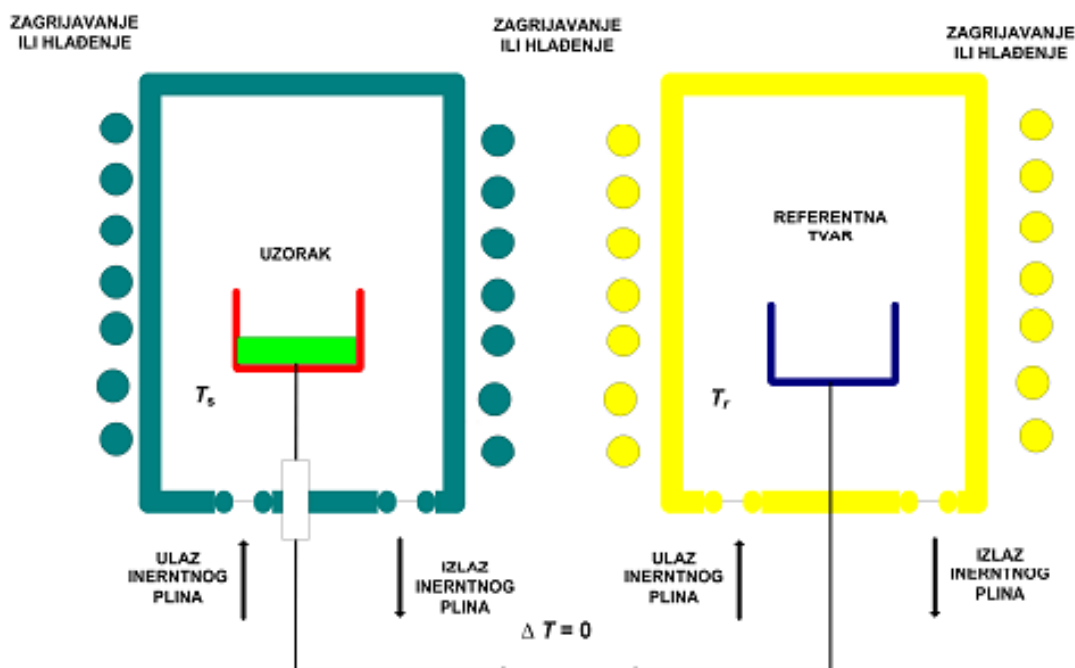 ZAGRIJAVANJE
ILI HLAĐENJE
ZAGRIJAVANJE
ILI HLAĐENJE
ZAGRIJAVANJE
ILI HLAĐENJE
UZORAK
REFERENTNA
TVAR
Ts
Tr
ULAZ
INERNTNOG
PLINA
IZLAZ
INERNTNOG
PLINA
ULAZ
INERNTNOG
PLINA
IZLAZ
INERNTNOG
PLINA
Δ T = 0